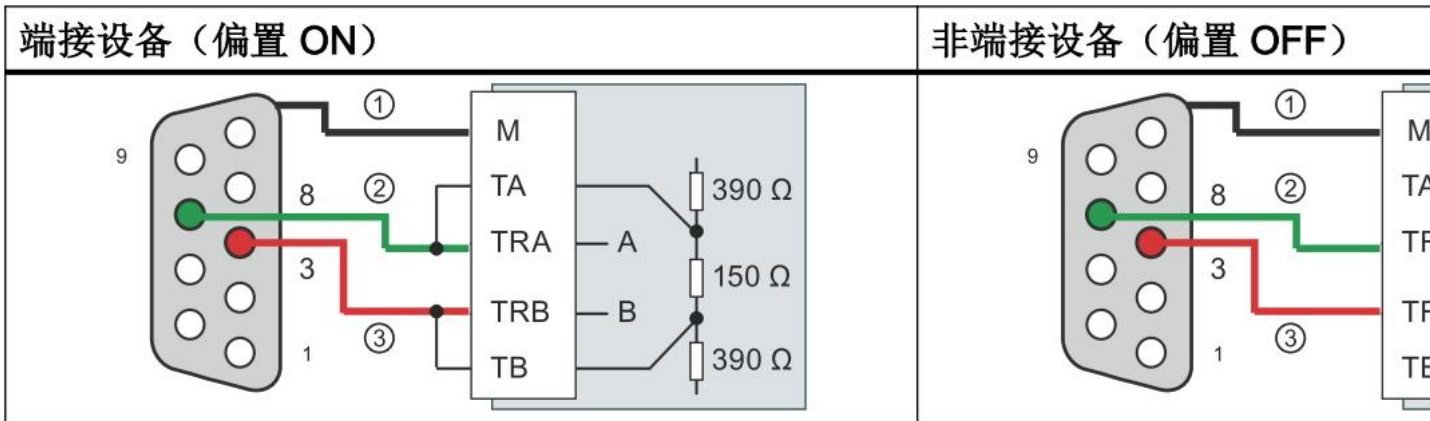 端接设备（偏置 ON）
① M
9 TA 390 Ω
8 ②
TRA A
3 150 Ω
TRB B
③
1 TB 390 Ω
非端接设备（偏置 OFF）
①
9
8 ②
3
③
1